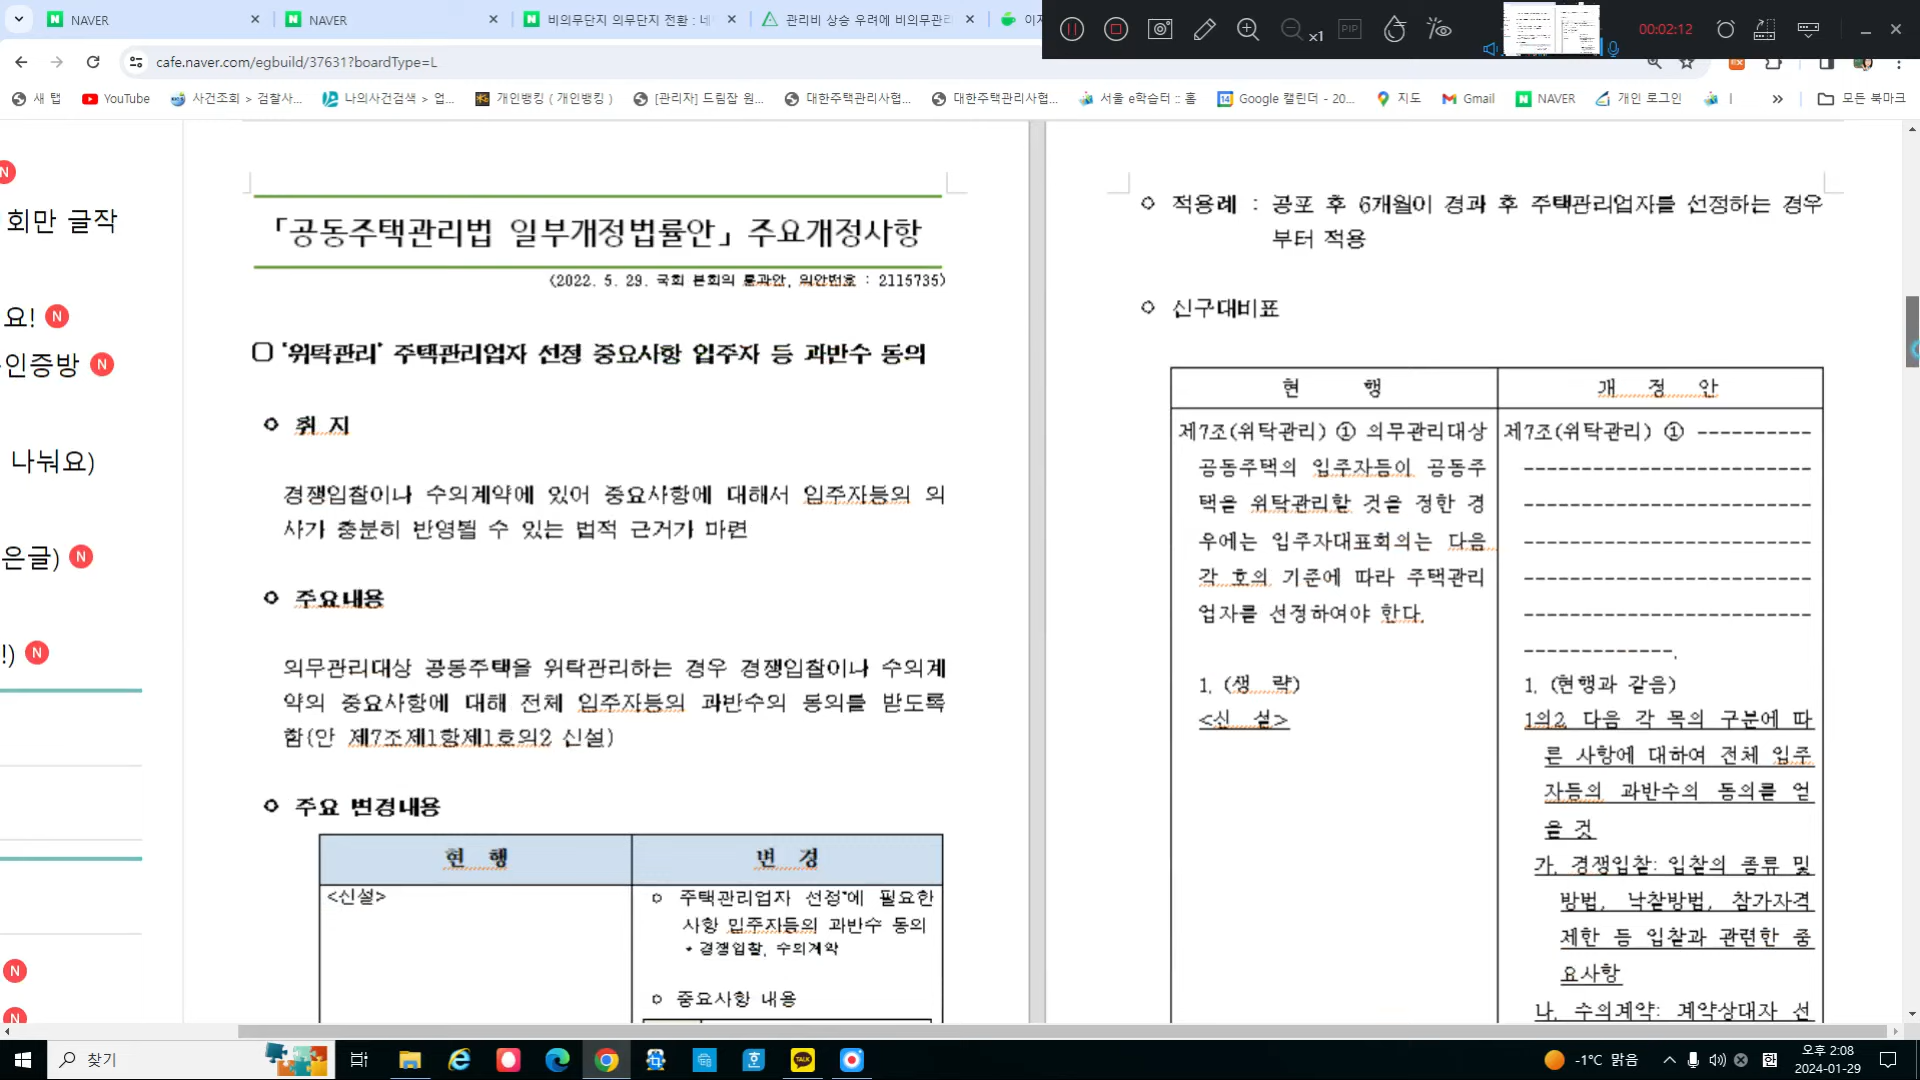 NAVER
NAVER
비의무단지 의무단지 전환 : 네
관리비 상승 우려에 비의무관리
이지
x1
PIP
00:02:12
cafe.naver.com/egbuild/37631?boardType=L
새 탭
YouTube
사건조회 > 검찰사...
나의사건검색 > 업...
개인뱅킹 ( 개인뱅킹 )
[관리자] 드림잡 원...
대한주택관리사협...
대한주택관리사협...
서울 e학습터 :: 홈
Google 캘린더 - 20...
지도
Gmail
NAVER
개인 로그인
모든 북마크
N
회만 글작
요! N
인증방 N
나눠요)
은글) N
!) N
N
N
「공동주택관리법 일부개정법률안」 주요개정사항
(2022. 5. 29. 국회 본회의 통과안, 의안번호 : 2115735)
□ '위탁관리' 주택관리업자 선정 중요사항 입주자 등 과반수 동의
○ 취 지
경쟁입찰이나 수의계약에 있어 중요사항에 대해서 입주자등의 의
사가 충분히 반영될 수 있는 법적 근거가 마련
○ 주요내용
의무관리대상 공동주택을 위탁관리하는 경우 경쟁입찰이나 수의계
약의 중요사항에 대해 전체 입주자등의 과반수의 동의를 받도록
함(안 제7조제1항제1호의2 신설)
○ 주요 변경내용
현 행
변 경
<신설>
○ 주택관리업자 선정*에 필요한
사항 입주자등의 과반수 동의
* 경쟁입찰, 수의계약
○ 중요사항 내용
○ 적용례 : 공포 후 6개월이 경과 후 주택관리업자를 선정하는 경우
부터 적용
○ 신구대비표
현 행
개 정 안
제7조(위탁관리) ① 의무관리대상
공동주택의 입주자등이 공동주
택을 위탁관리할 것을 정한 경
우에는 입주자대표회의는 다음
각 호의 기준에 따라 주택관리
업자를 선정하여야 한다.
1. (생 략)
<신 설>
제7조(위탁관리) ① ----------
-------------------------
-------------------------
-------------------------
-------------------------
-------------------------
-------------.
1. (현행과 같음)
1의2. 다음 각 목의 구분에 따
른 사항에 대하여 전체 입주
자등의 과반수의 동의를 얻
을 것
가. 경쟁입찰: 입찰의 종류 및
방법, 낙찰방법, 참가자격
제한 등 입찰과 관련한 중
요사항
나. 수의계약: 계약상대자 선
찾기
TALK
-1°C 맑음
한
오후 2:08
2024-01-29